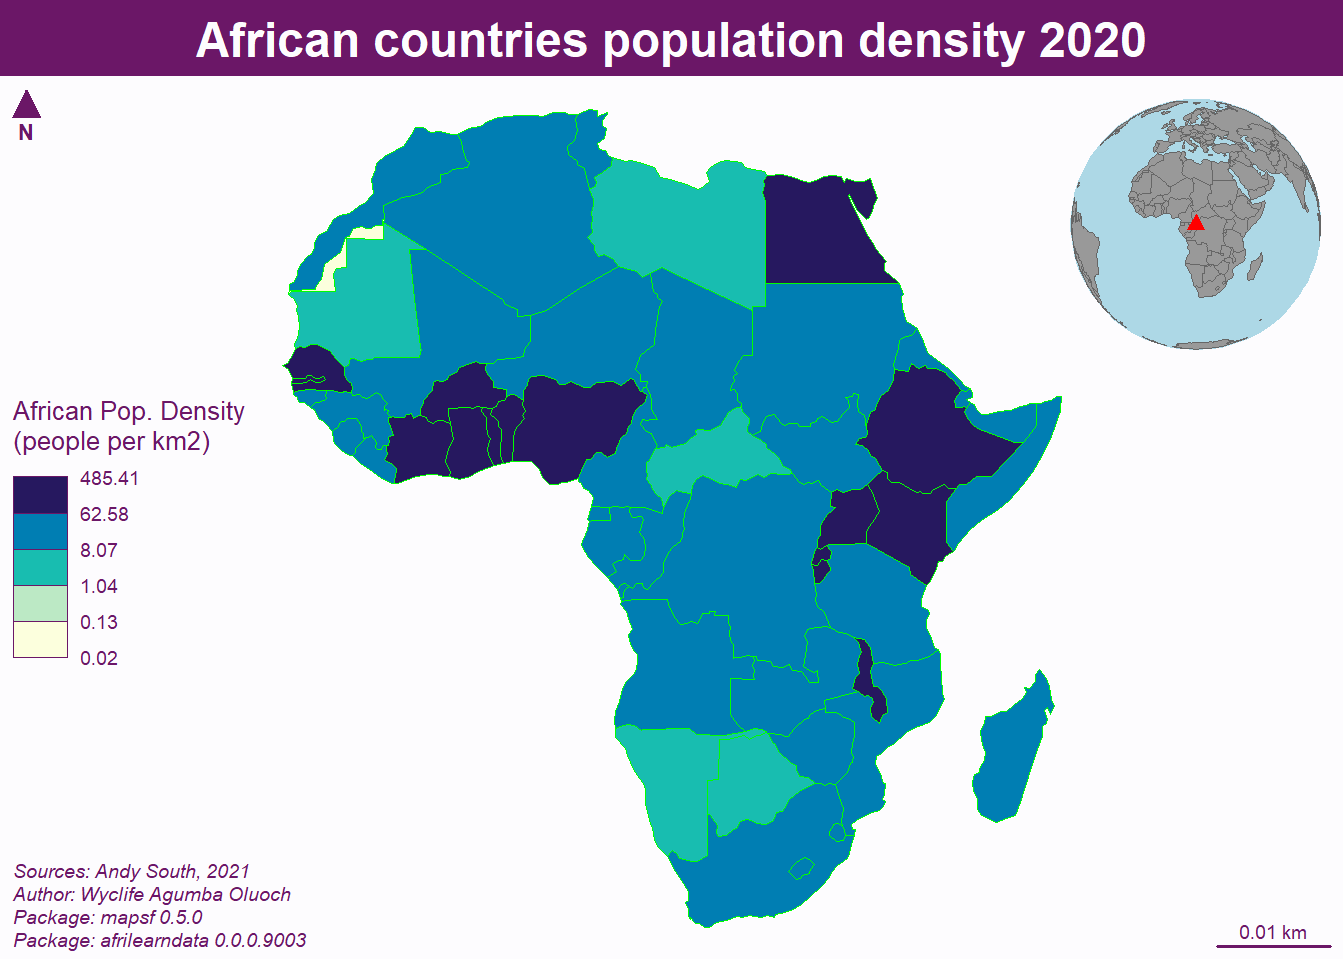 African countries population density 2020
N
African Pop. Density
(people per km2)
485.41
62.58
8.07
1.04
0.13
0.02
Sources: Andy South, 2021
Author: Wyclife Agumba Oluoch
Package: mapsf 0.5.0
Package: afrilearndata 0.0.0.9003
0.01 km